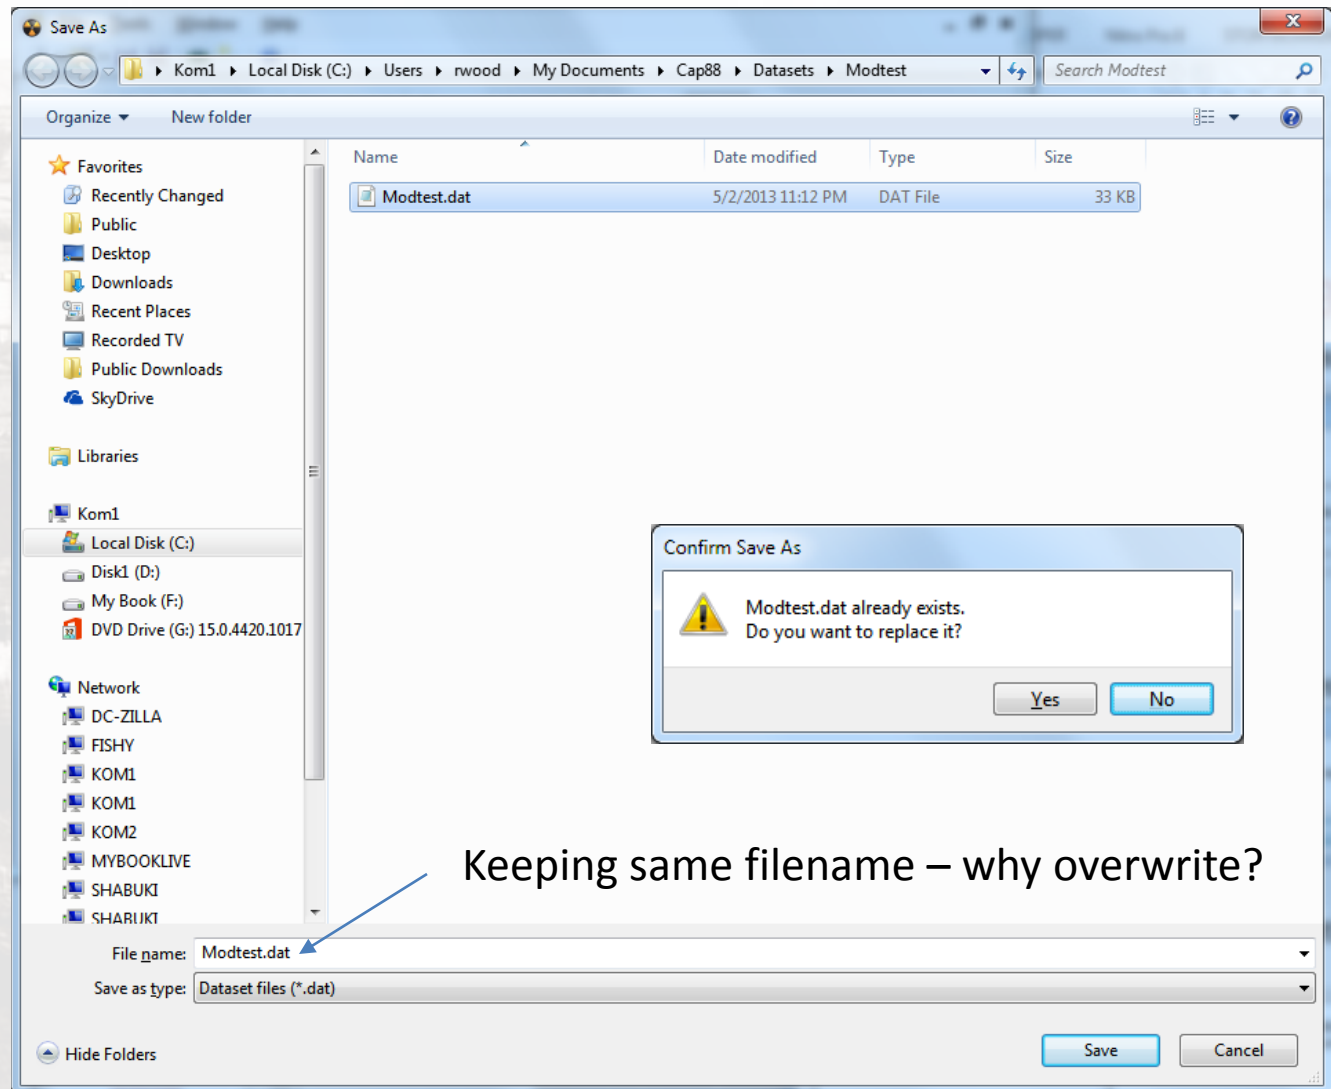 Save As
Kom1 Local Disk (C:) Users rwood My Documents Cap88 Datasets Modtest
Search Modtest
Organize New folder
Name Date modified Type Size
Modtest.dat 5/2/2013 11:12 PM DAT File 33 KB
Favorites
Recently Changed
Public
Desktop
Downloads
Recent Places
Recorded TV
Public Downloads
SkyDrive
Libraries
Kom1
Local Disk (C:)
Disk1 (D:)
My Book (F:)
DVD Drive (G:) 15.0.4420.1017
Network
DC-ZILLA
FISHY
KOM1
KOM1
KOM2
MYBOOKLIVE
SHABUKI
SHABUKI
Confirm Save As
Modtest.dat already exists.
Do you want to replace it?
Yes No
Keeping same filename – why overwrite?
File name: Modtest.dat
Save as type: Dataset files (*.dat)
Hide Folders
Save Cancel